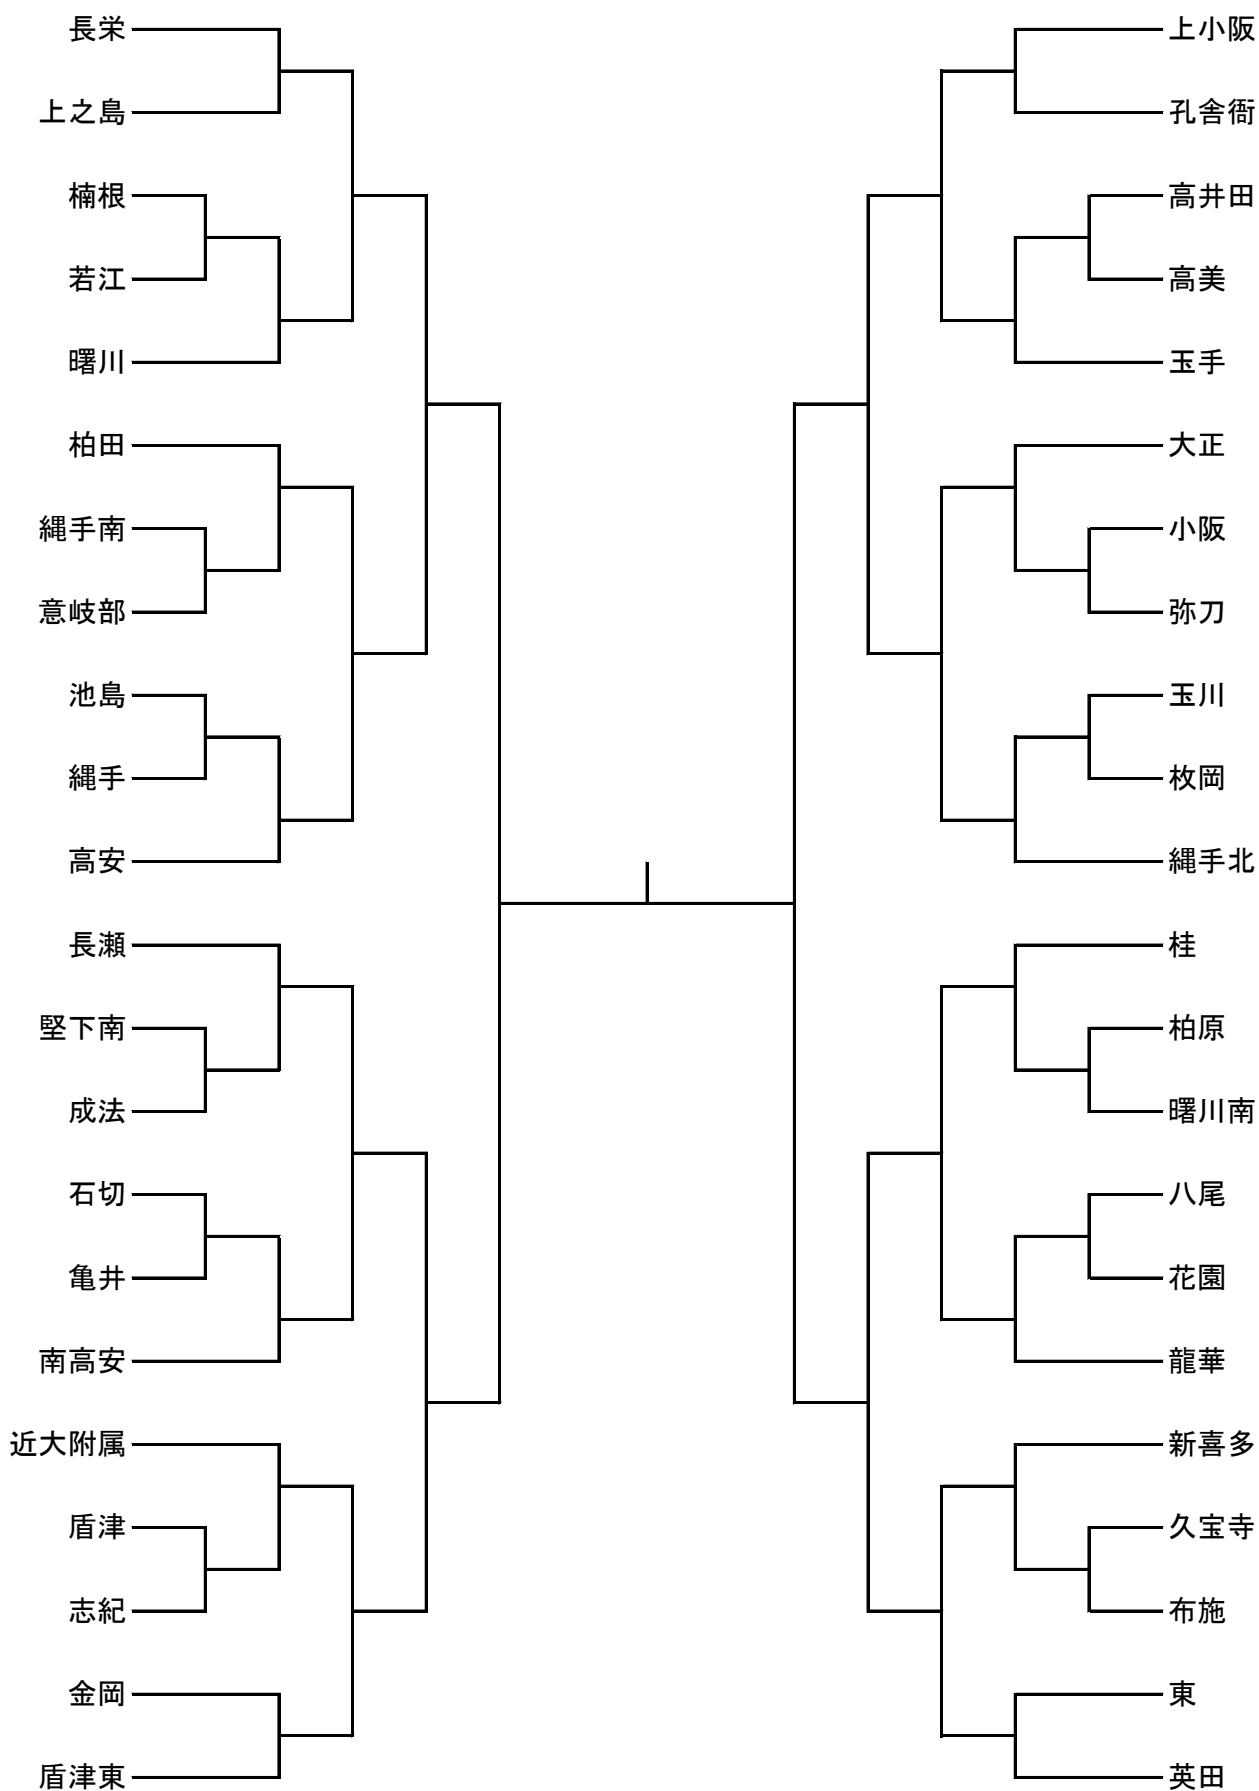 長栄
上之島
楠根
若江
曙川
柏田
縄手南
意岐部
池島
縄手
高安
長瀬
堅下南
成法
石切
亀井
南高安
近大附属
盾津
志紀
金岡
盾津東
上小阪
孔舎衙
高井田
高美
玉手
大正
小阪
弥刀
玉川
枚岡
縄手北
桂
柏原
曙川南
八尾
花園
龍華
新喜多
久宝寺
布施
東
英田